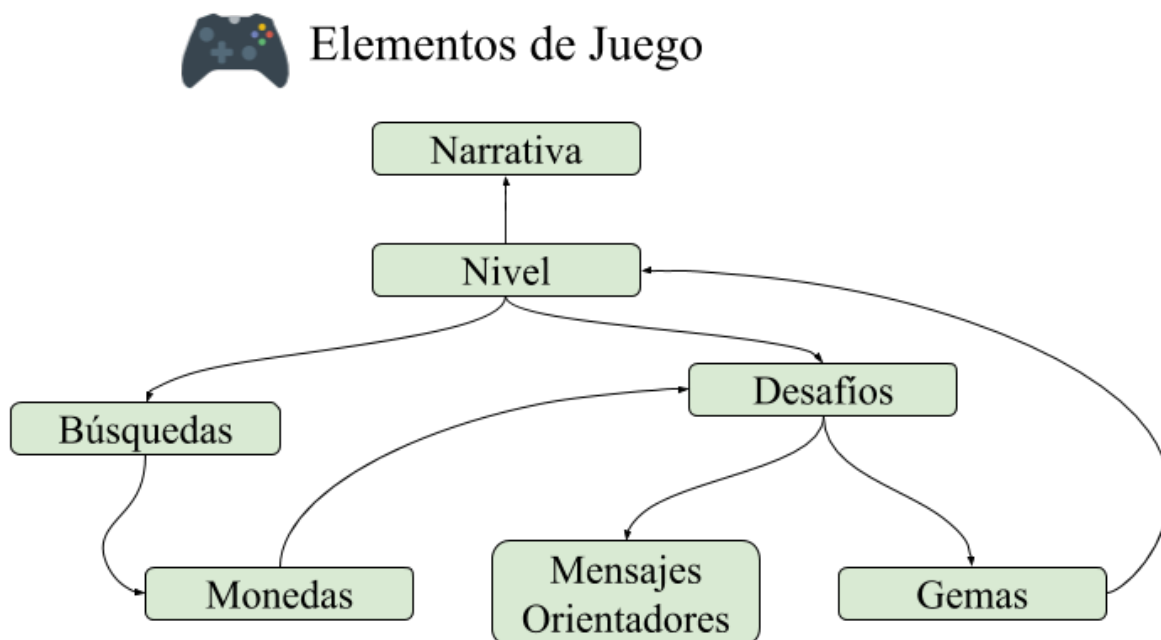 Elementos de Juego
Narrativa
Nivel
Desafíos
Búsquedas
Monedas
Mensajes
Orientadores
Gemas